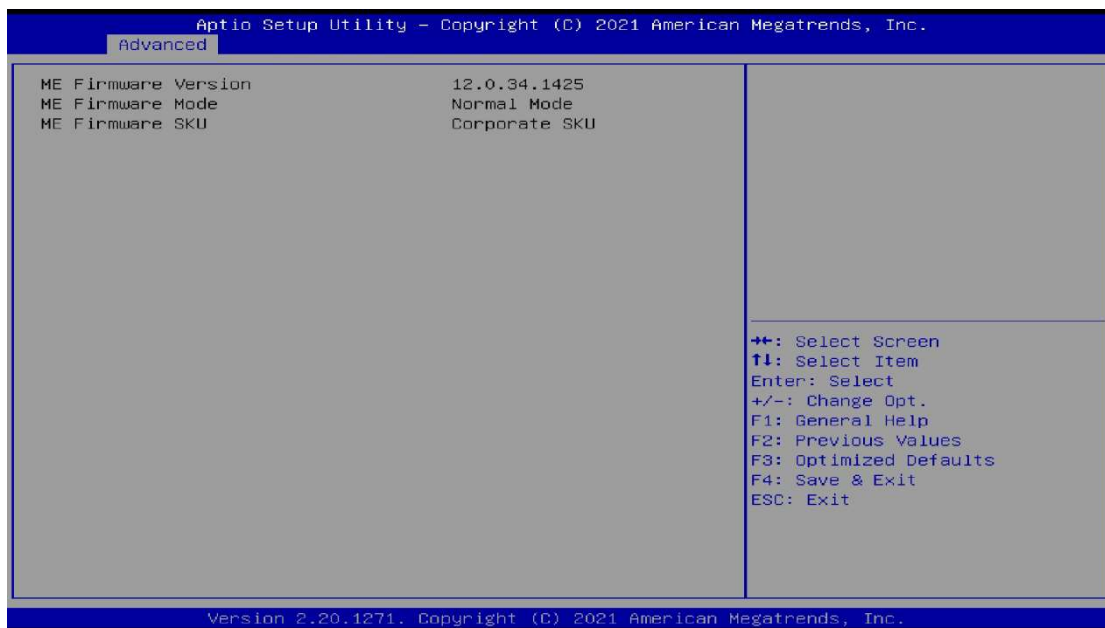 Aptio Setup Utility – Copyright (C) 2021 American Megatrends, Inc.
Advanced
ME Firmware Version 12.0.34.1425
ME Firmware Mode Normal Mode
ME Firmware SKU Corporate SKU
→←: Select Screen
↑↓: Select Item
Enter: Select
+/-: Change Opt.
F1: General Help
F2: Previous Values
F3: Optimized Defaults
F4: Save & Exit
ESC: Exit
Version 2.20.1271. Copyright (C) 2021 American Megatrends, Inc.